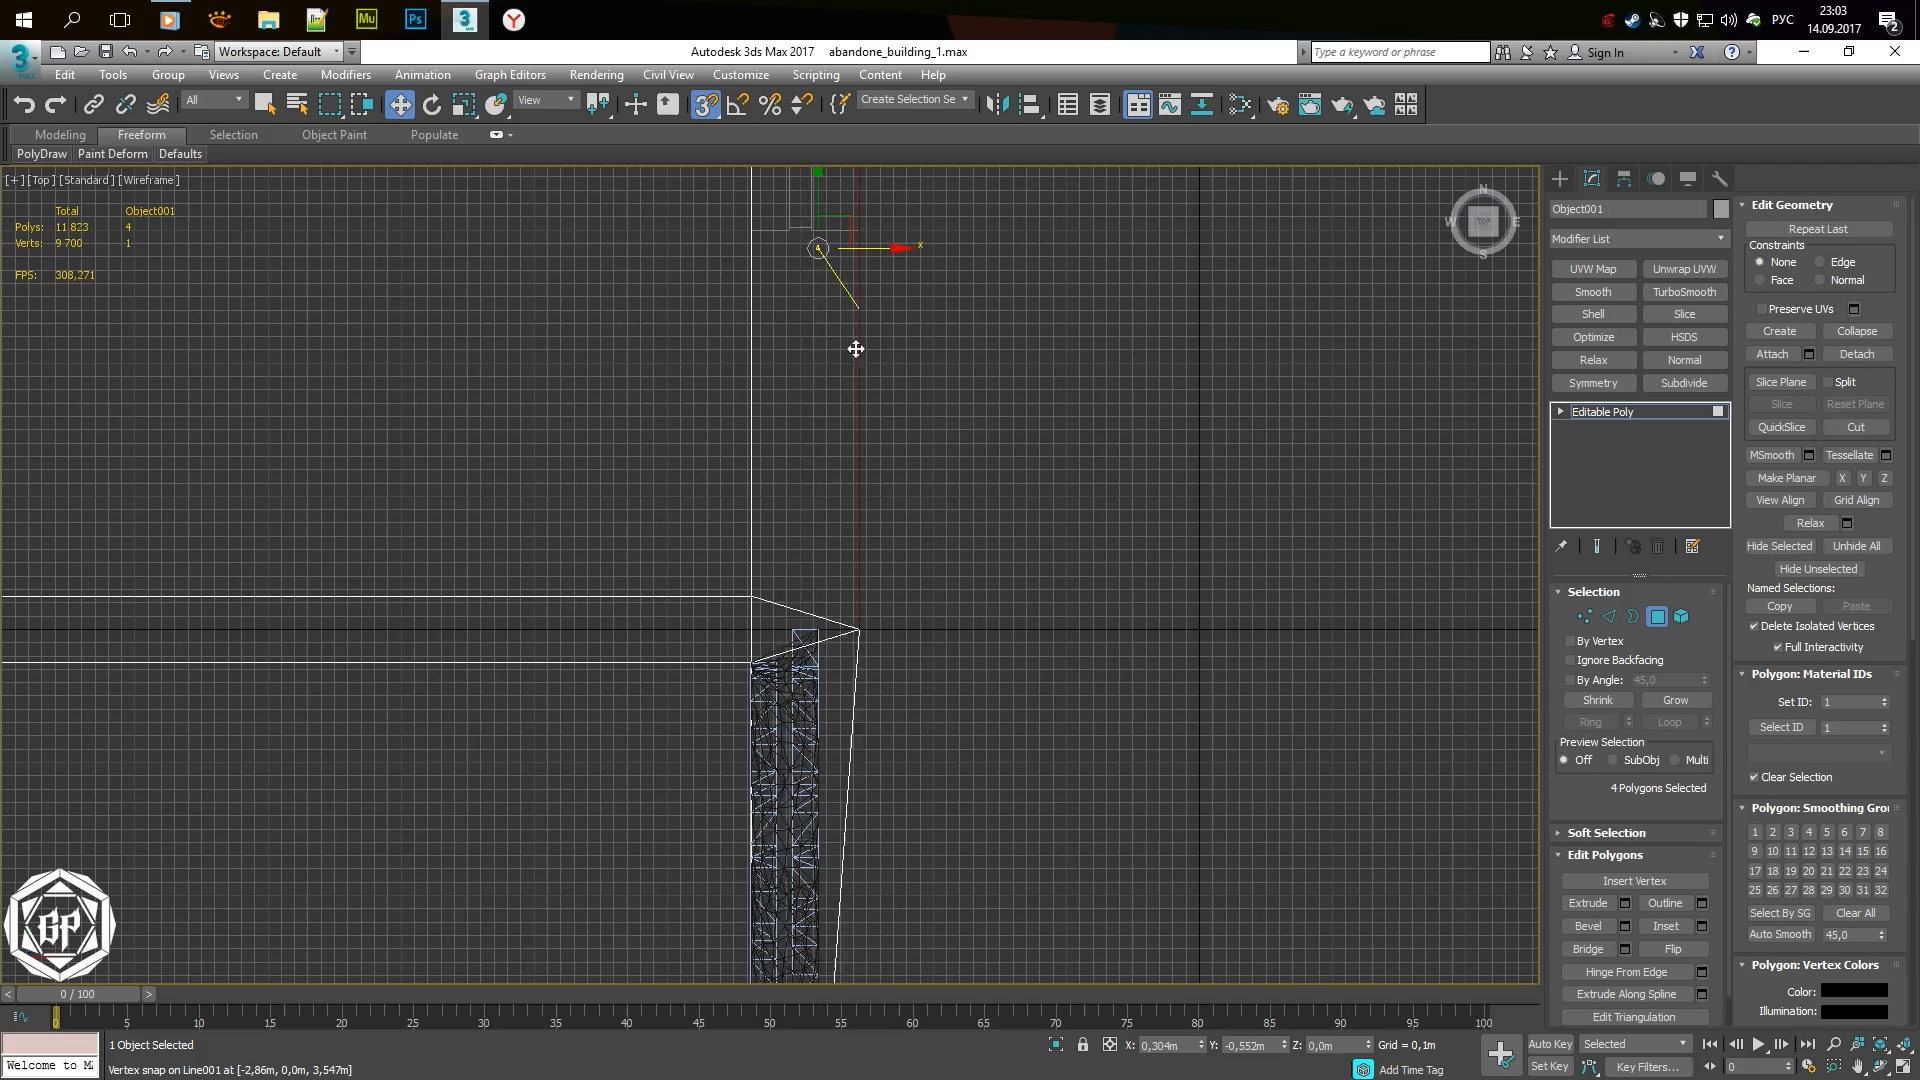 23:03
РУС
14.09.2017
2
Mu
Ps
3
MAX
Workspace: Default
Autodesk 3ds Max 2017 abandone_building_1.max
Type a keyword or phrase
Sign In
Edit Tools Group Views Create Modifiers Animation Graph Editors Rendering Civil View Customize Scripting Content Help
All
View
Create Selection Se
Modeling Freeform Selection Object Paint Populate
PolyDraw Paint Deform Defaults
[+] [Top] [Standard] [Wireframe]
Total Object001
Polys: 11 823 4
Verts: 9 700 1
FPS: 308,271
x
N
W TOP E
S
Object001
Modifier List
UVW Map Unwrap UVW
Smooth TurboSmooth
Shell Slice
Optimize HSDS
Relax Normal
Symmetry Subdivide
Editable Poly
Selection
By Vertex
Ignore Backfacing
By Angle: 45,0
Shrink Grow
Ring Loop
Preview Selection
Off SubObj Multi
4 Polygons Selected
Soft Selection
Edit Polygons
Insert Vertex
Extrude Outline
Bevel Inset
Bridge Flip
Hinge From Edge
Extrude Along Spline
Edit Triangulation
Edit Geometry
Repeat Last
Constraints
None Edge
Face Normal
Preserve UVs
Create Collapse
Attach Detach
Slice Plane Split
Slice Reset Plane
QuickSlice Cut
MSmooth Tessellate
Make Planar X Y Z
View Align Grid Align
Relax
Hide Selected Unhide All
Hide Unselected
Named Selections:
Copy Paste
Delete Isolated Vertices
Full Interactivity
Polygon: Material IDs
Set ID: 1
Select ID 1
Clear Selection
Polygon: Smoothing Grou
1 2 3 4 5 6 7 8
9 10 11 12 13 14 15 16
17 18 19 20 21 22 23 24
25 26 27 28 29 30 31 32
Select By SG Clear All
Auto Smooth 45,0
Polygon: Vertex Colors
Color:
Illumination:
GP
< 0 / 100 >
0 5 10 15 20 25 30 35 40 45 50 55 60 65 70 75 80 85 90 95 100
1 Object Selected
X: 0,304m Y: -0,552m Z: 0,0m Grid = 0,1m
Auto Key Selected
Welcome to M
Vertex snap on Line001 at [-2,86m, 0,0m, 3,547m]
Add Time Tag
Set Key Key Filters...
0